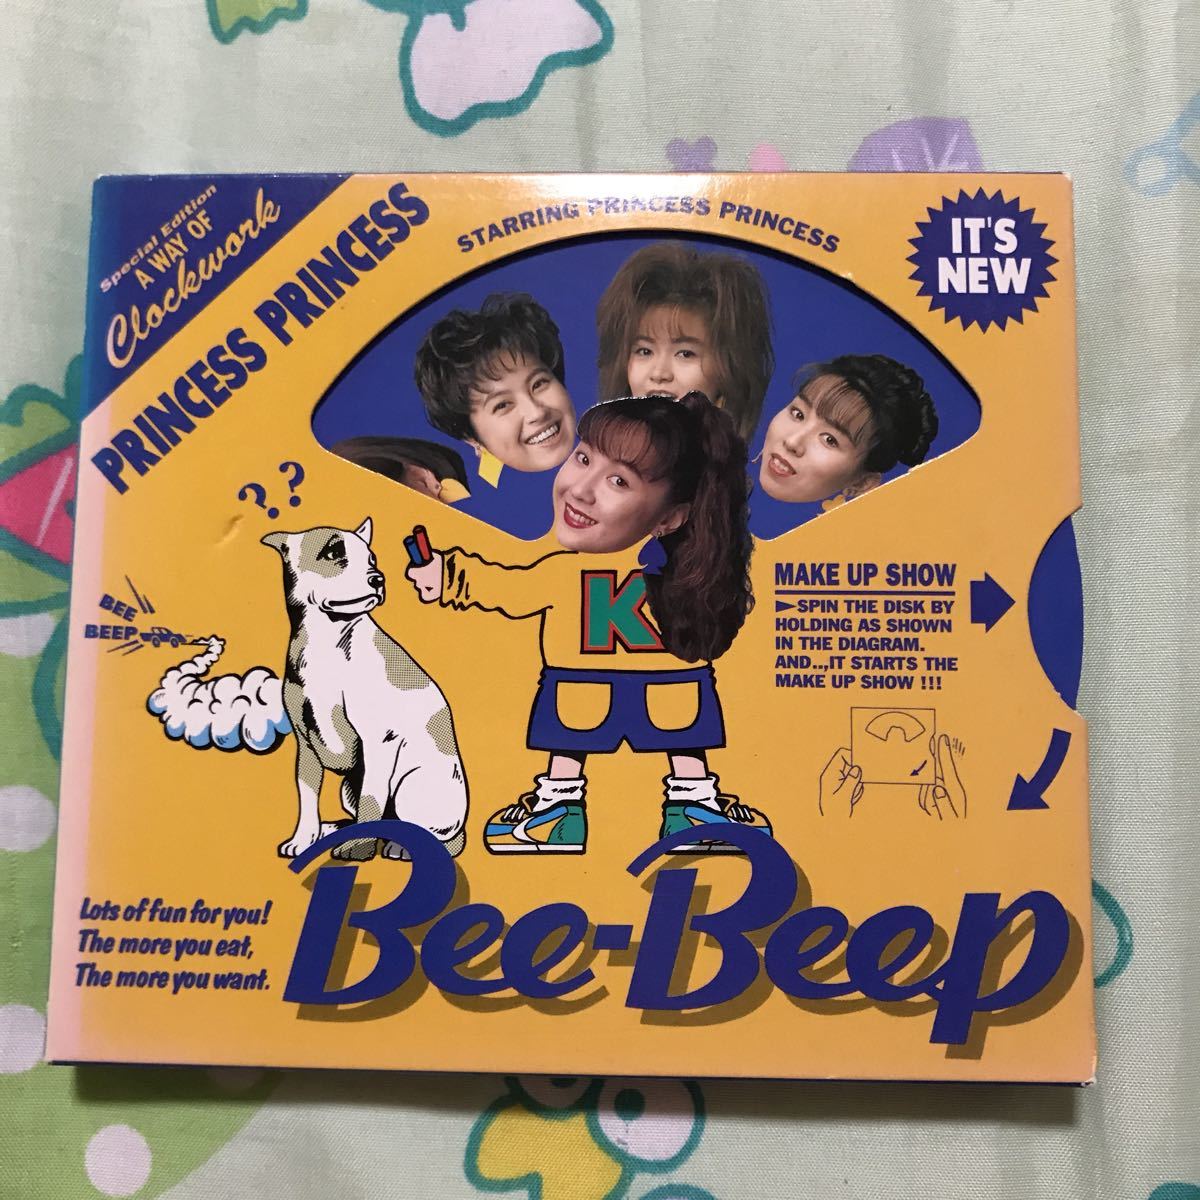 Special Edition
A WAY OF
Clockwork
PRINCESS PRINCESS
STARRING PRINCESS PRINCESS
IT'S
NEW
??
BEE
BEEP
K
MAKE UP SHOW
►SPIN THE DISK BY
HOLDING AS SHOWN
IN THE DIAGRAM.
AND..,IT STARTS THE
MAKE UP SHOW !!!
!!!
Lots of fun for you!
The more you eat,
The more you want.
Bee-Beep